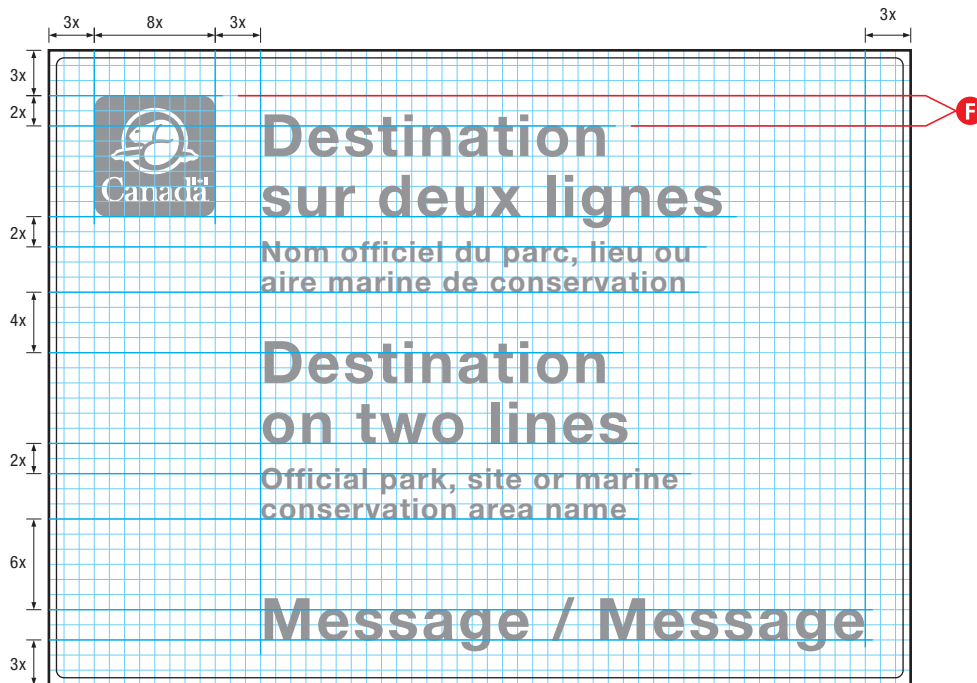 3x 8x 3x 3x
3x
2x
F
Canada
Destination
sur deux lignes
2x
Nom officiel du parc, lieu ou
aire marine de conservation
4x
Destination
on two lines
2x
Official park, site or marine
conservation area name
6x
Message / Message
3x